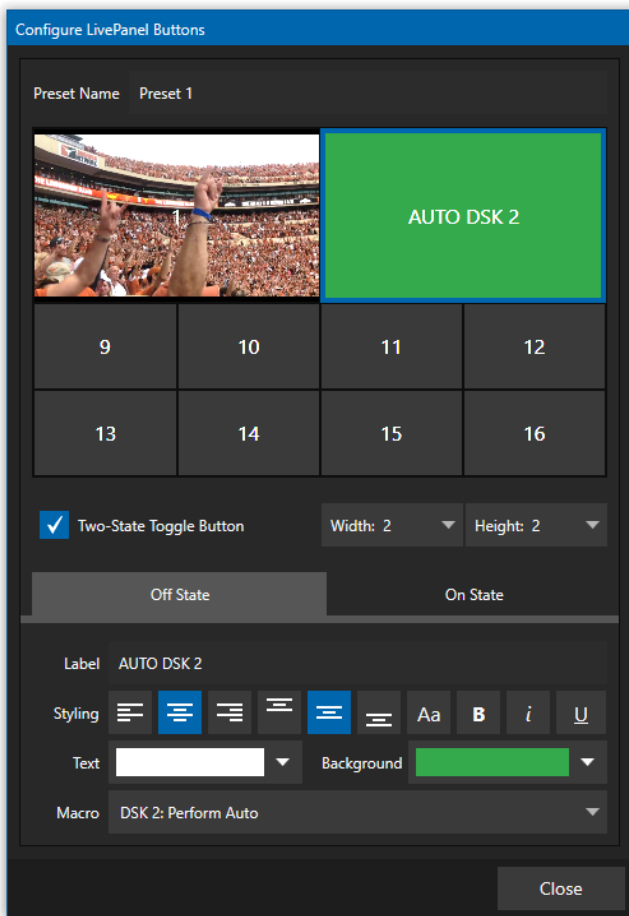 Configure LivePanel Buttons
Preset Name Preset 1
1 AUTO DSK 2
9 10 11 12
13 14 15 16
Two-State Toggle Button Width: 2 Height: 2
Off State On State
Label AUTO DSK 2
Styling Aa B i U
Text Background
Macro DSK 2: Perform Auto
Close